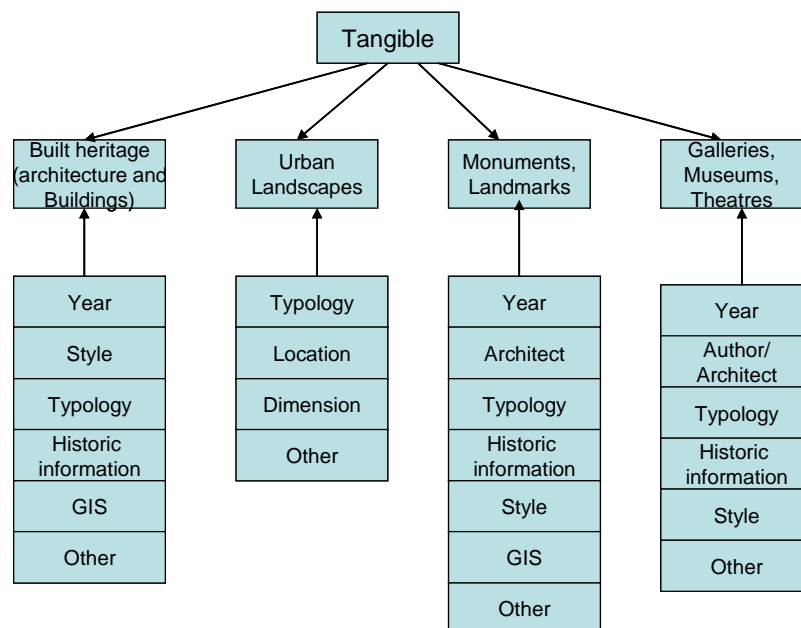 Tangible
Built heritage
(architecture and
Buildings)
Urban
Landscapes
Monuments,
Landmarks
Galleries,
Museums,
Theatres
Year
Style
Typology
Historic
information
GIS
Other
Typology
Location
Dimension
Other
Year
Architect
Typology
Historic
information
Style
GIS
Other
Year
Author/
Architect
Typology
Historic
information
Style
Other